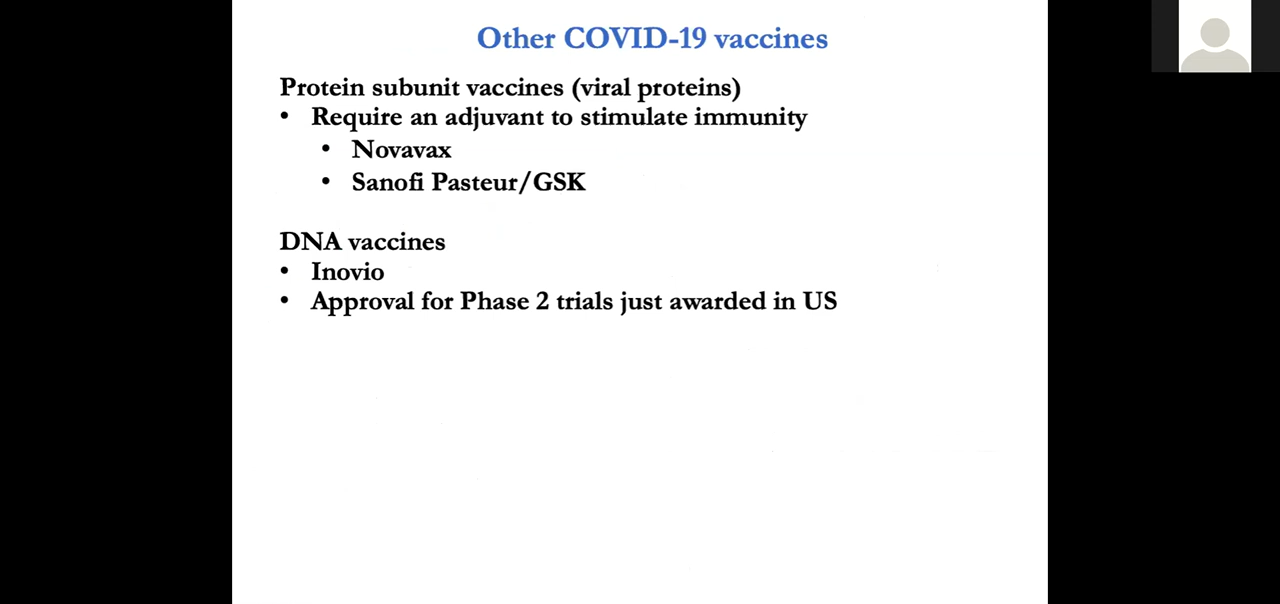 Other COVID-19 vaccines
Protein subunit vaccines (viral proteins)
• Require an adjuvant to stimulate immunity
• Novavax
• Sanofi Pasteur/GSK
DNA vaccines
• Inovio
• Approval for Phase 2 trials just awarded in US